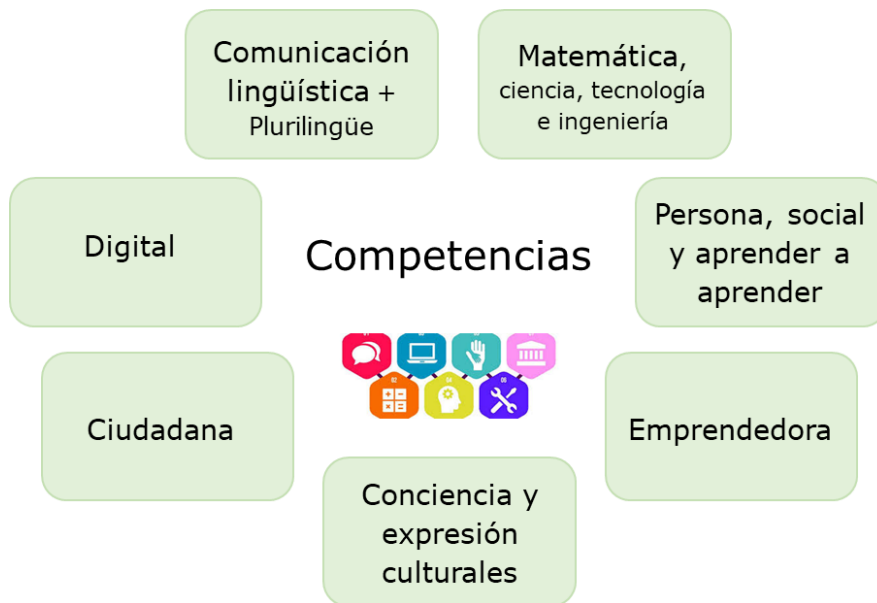 Comunicación
lingüística +
Plurilingüe
Matemática,
ciencia, tecnología
e ingeniería
Digital
Competencias
Persona, social
y aprender a
aprender
Ciudadana
Emprendedora
Conciencia y
expresión
culturales